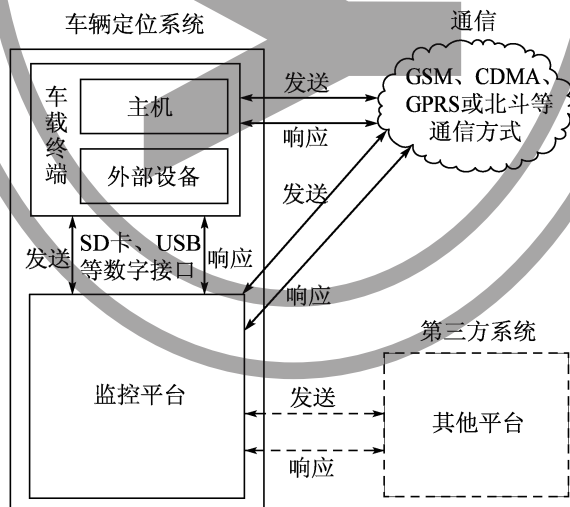 车辆定位系统
通信
车载终端
主机
外部设备
发送
响应
GSM、CDMA、
GPRS或北斗等
通信方式
发送
响应
发送
SD卡、USB
等数字接口
响应
监控平台
第三方系统
发送
响应
其他平台